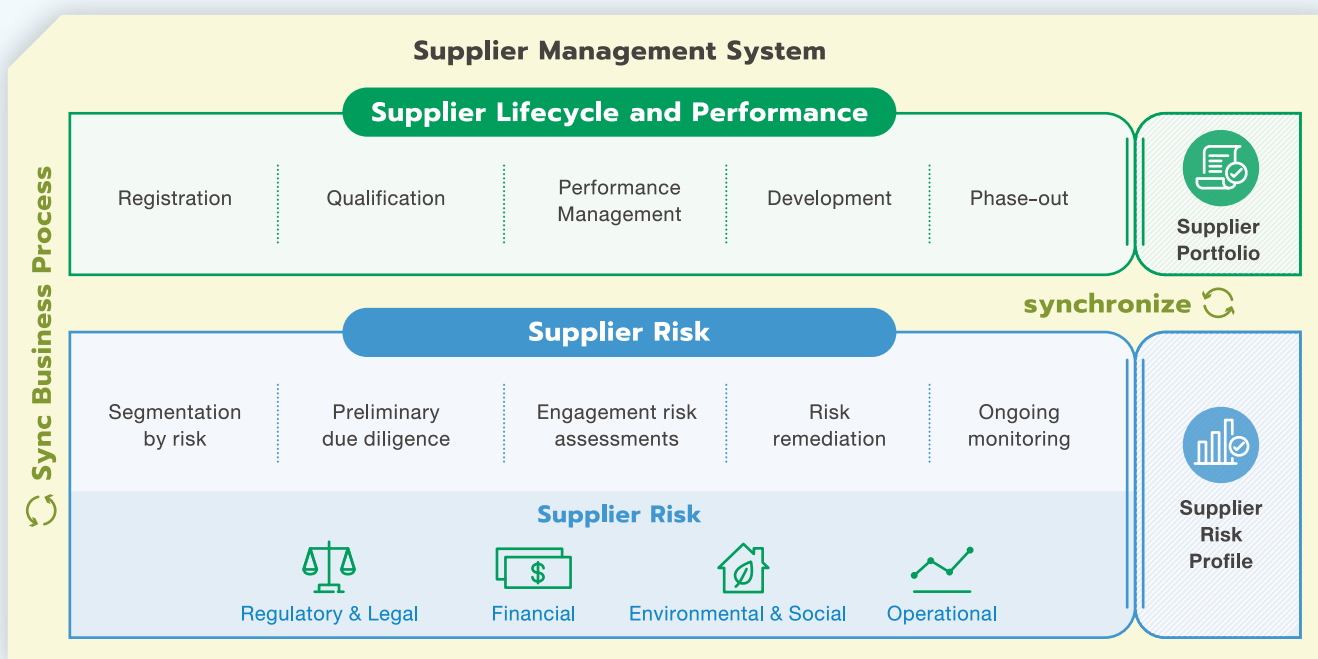 Supplier Management System
Sync Business Process
Supplier Lifecycle and Performance
Registration
Qualification
Performance
Management
Development
Phase-out
Supplier
Portfolio
synchronize
Supplier Risk
Segmentation
by risk
Preliminary
due diligence
Engagement risk
assessments
Risk
remediation
Ongoing
monitoring
Supplier
Risk
Profile
Supplier Risk
$
Regulatory & Legal
Financial
Environmental & Social
Operational